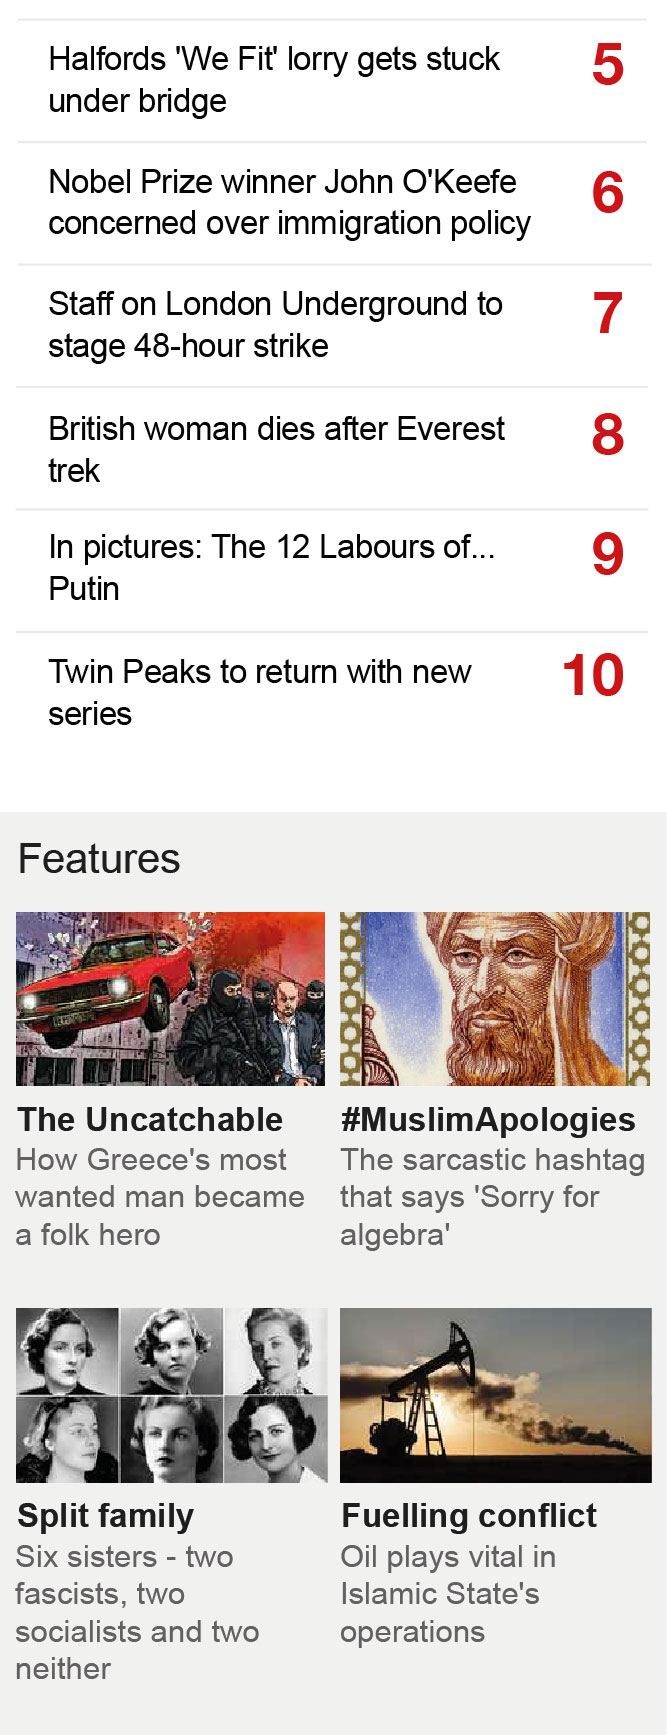 Halfords 'We Fit' lorry gets stuck
under bridge
5
Nobel Prize winner John O'Keefe
concerned over immigration policy
6
Staff on London Underground to
stage 48-hour strike
7
British woman dies after Everest
trek
8
In pictures: The 12 Labours of...
Putin
9
Twin Peaks to return with new
series
10
Features
The Uncatchable
How Greece's most
wanted man became
a folk hero
#MuslimApologies
The sarcastic hashtag
that says 'Sorry for
algebra'
Split family
Six sisters - two
fascists, two
socialists and two
neither
Fuelling conflict
Oil plays vital in
Islamic State's
operations